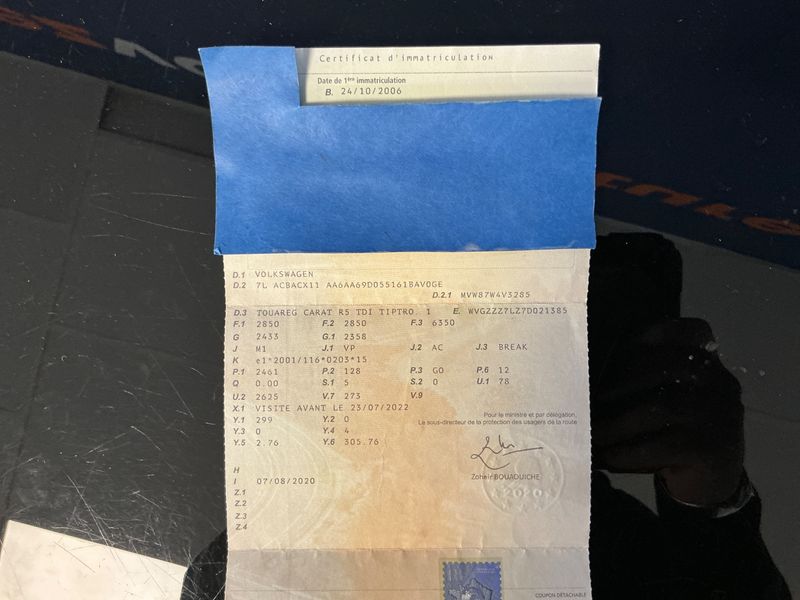 Certificat d'immatriculation
Date de 1ère immatriculation
B. 24/10/2006
D.1 VOLKSWAGEN
D.2 7L ACBACX11 AA6AA69D055161BAVOGE
D.2.1 MVW87W4V3285
D.3 TOUAREG CARAT R5 TDI TIPTRO. 1 E. WVGZZZ7LZ7D021385
F.1 2850 F.2 2850 F.3 6350
G 2433 G.1 2358
J M1 J.1 VP J.2 AC J.3 BREAK
K e1*2001/116*0203*15
P.1 2461 P.2 128 P.3 GO P.6 12
Q 0.00 S.1 5 S.2 0 U.1 78
U.2 2625 V.7 273 V.9
X.1 VISITE AVANT LE 23/07/2022
Y.1 299 Y.2 0
Y.3 0 Y.4 4
Y.5 2.76 Y.6 305.76
Pour le ministre et par délégation,
Le sous-directeur de la protection des usagers de la route
Zoheir BOUAOUICHE
H
I 07/08/2020
Z.1
Z.2
Z.3
Z.4
2020
COUPON DÉTACHABLE